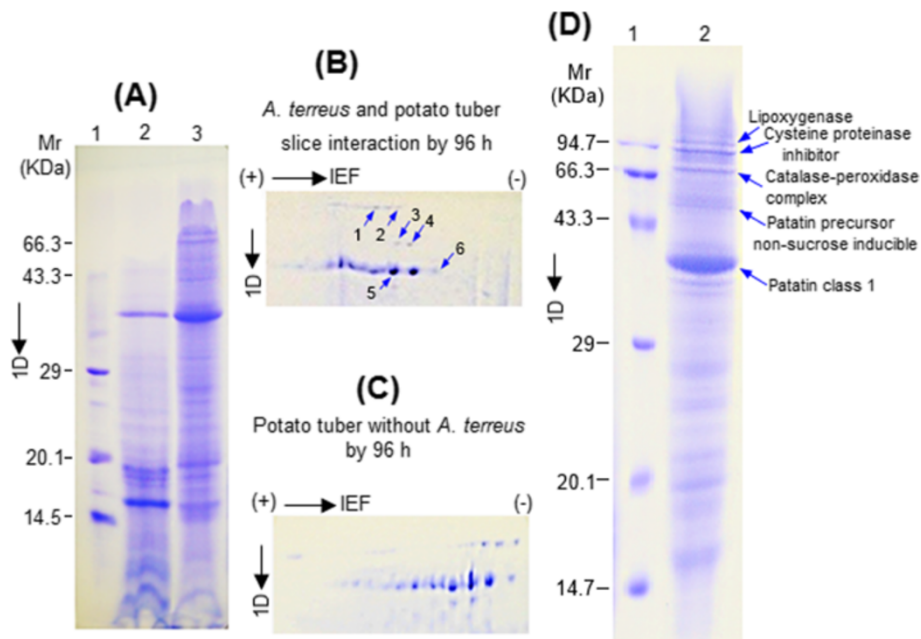 (A)
Mr
(KDa)
1
2
3
66.3
43.3
29
20.1
14.5
1D
(B)
A. terreus and potato tuber
slice interaction by 96 h
(+)
IEF
(-)
1D
1
2
3
4
5
6
(C)
Potato tuber without A. terreus
by 96 h
(+)
IEF
(-)
1D
(D)
1
2
Mr
(KDa)
94.7
66.3
43.3
1D
29
20.1
14.7
Lipoxygenase
Cysteine proteinase
inhibitor
Catalase-peroxidase
complex
Patatin precursor
non-sucrose inducible
Patatin class 1